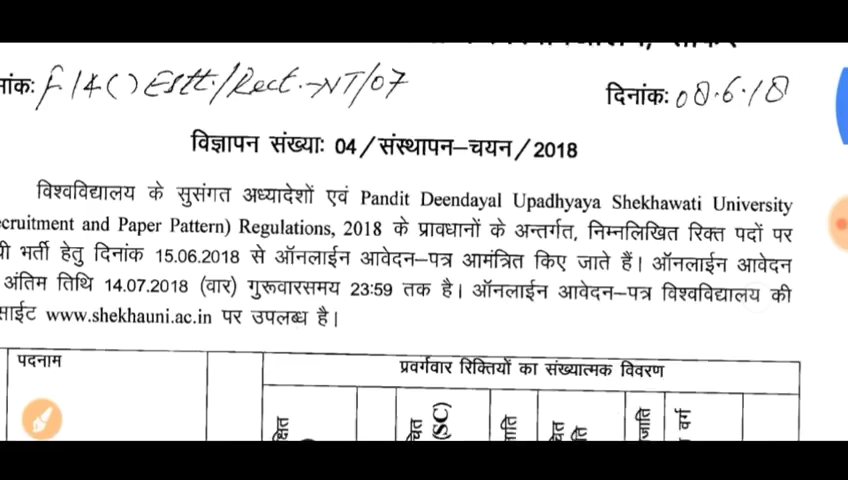 नांक: F.14( ) Estt./Rect.-NT/07 दिनांक: 08.6.18
विज्ञापन संख्या: 04/संस्थापन-चयन/2018
विश्वविद्यालय के सुसंगत अध्यादेशों एवं Pandit Deendayal Upadhyaya Shekhawati University
ecruitment and Paper Pattern) Regulations, 2018 के प्रावधानों के अन्तर्गत, निम्नलिखित रिक्त पदों पर
भर्ती हेतु दिनांक 15.06.2018 से ऑनलाईन आवेदन-पत्र आमंत्रित किए जाते हैं। ऑनलाईन आवेदन
अंतिम तिथि 14.07.2018 (वार) गुरूवारसमय 23:59 तक है। ऑनलाईन आवेदन-पत्र विश्वविद्यालय की
साईट www.shekhauni.ac.in पर उपलब्ध है।
पदनाम प्रवर्गवार रिक्तियों का संख्यात्मक विवरण
(SC) वर्ग